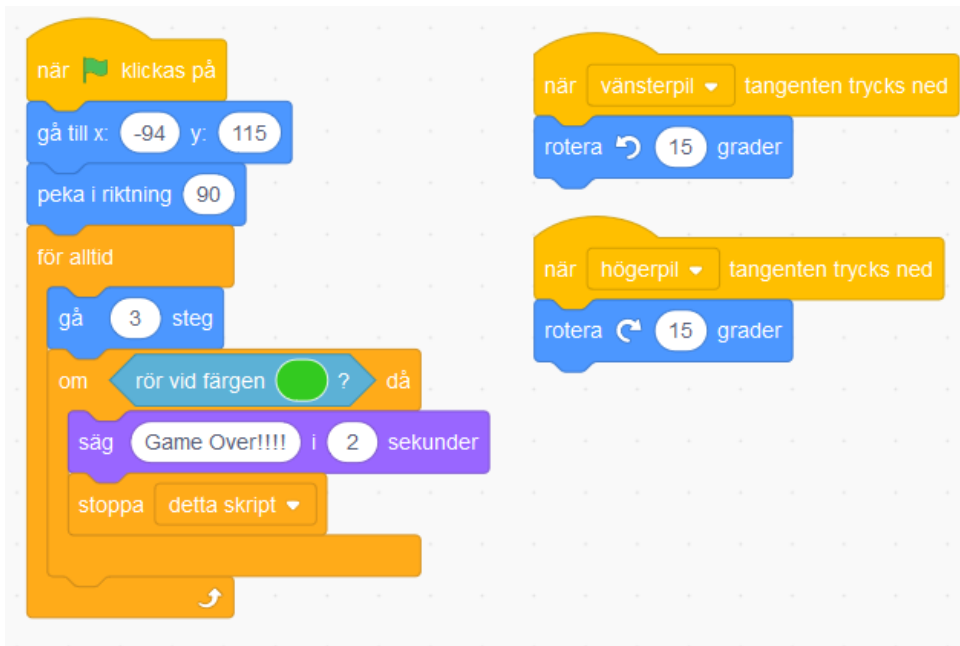 när klickas på
gå till x: -94 y: 115
peka i riktning 90
för alltid
gå 3 steg
om rör vid färgen ? då
säg Game Over!!!! i 2 sekunder
stoppa detta skript
när vänsterpil tangenten trycks ned
rotera 15 grader
när högerpil tangenten trycks ned
rotera 15 grader